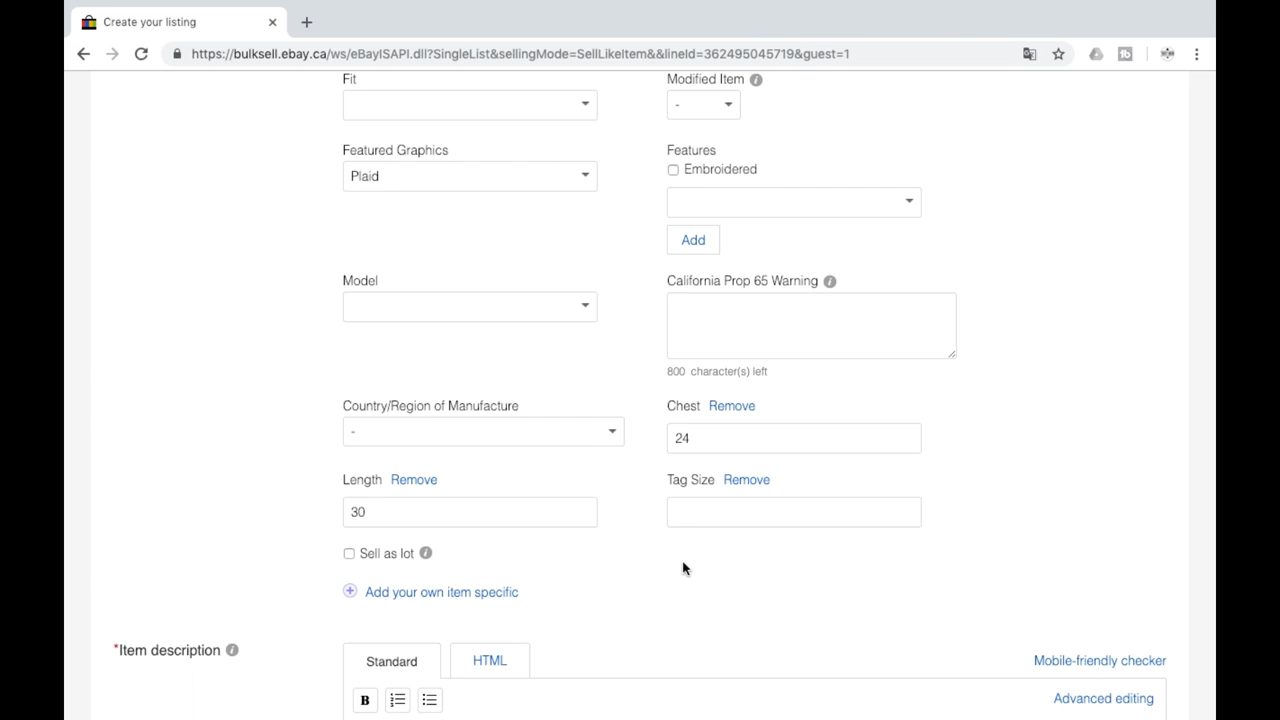 Create your listing
https://bulksell.ebay.ca/ws/eBayISAPI.dll?SingleList&sellingMode=SellLikeItem&&lineId=362495045719&guest=1
Fit
Modified Item
-
Featured Graphics
Features
Plaid
Embroidered
Add
Model
California Prop 65 Warning
800 character(s) left
Country/Region of Manufacture
Chest Remove
-
24
Length Remove
Tag Size Remove
30
Sell as lot
Add your own item specific
*Item description
Standard
HTML
Mobile-friendly checker
B
Advanced editing